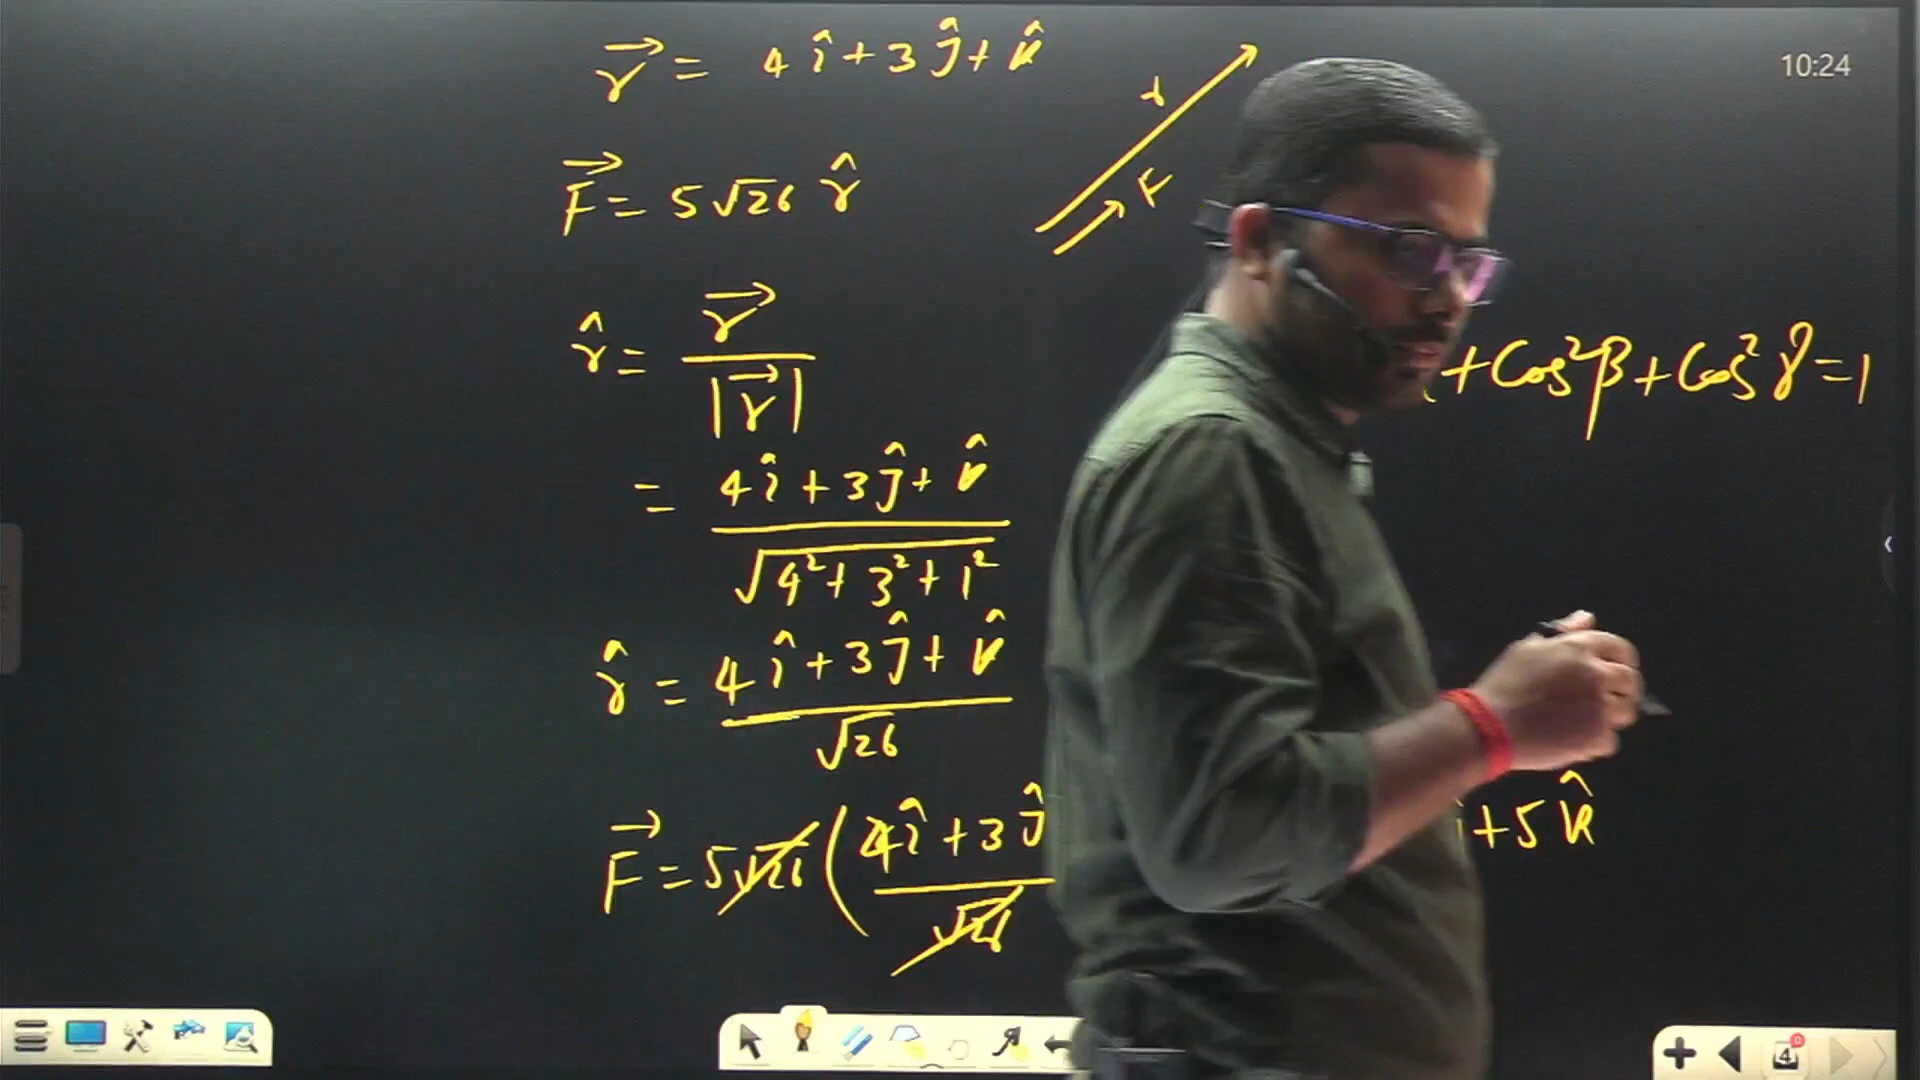 r⃗ = 4î + 3ĵ + k̂
10:24
r
F⃗ = 5√26 r̂
F
r̂ = r⃗ / |r⃗|
+ Cos²β + Cos²γ = 1
= 4î + 3ĵ + k̂ / √4² + 3² + 1²
r̂ = 4î + 3ĵ + k̂ / √26
F⃗ = 5√26 ( 4î + 3ĵ / √26
+ 5k̂
4